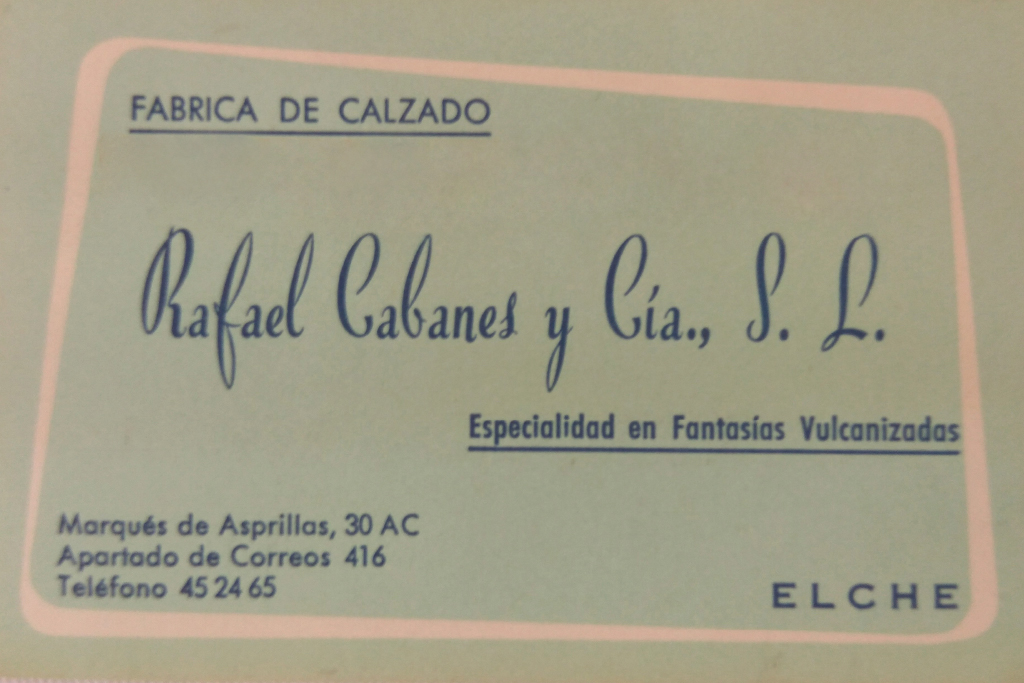 FABRICA DE CALZADO
Rafael Cabanes y Cía., S. L.
Especialidad en Fantasías Vulcanizadas
Marqués de Asprillas, 30 AC
Apartado de Correos 416
Teléfono 45 24 65
ELCHE